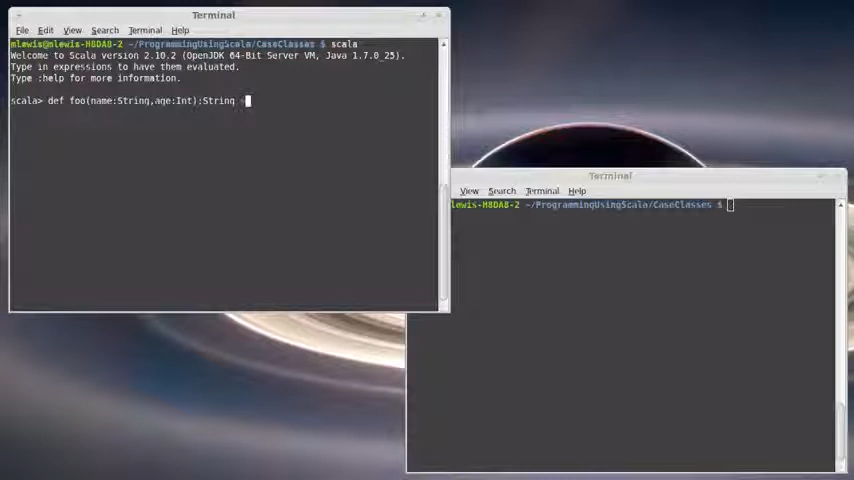 Terminal
File Edit View Search Terminal Help
mlewis@mlewis-H8DA8-2 ~/ProgrammingUsingScala/CaseClasses $ scala
Welcome to Scala version 2.10.2 (OpenJDK 64-Bit Server VM, Java 1.7.0_25).
Type in expressions to have them evaluated.
Type :help for more information.
scala> def foo(name:String,age:Int):String
Terminal
View Search Terminal Help
lewis-H8DA8-2 ~/ProgrammingUsingScala/CaseClasses $